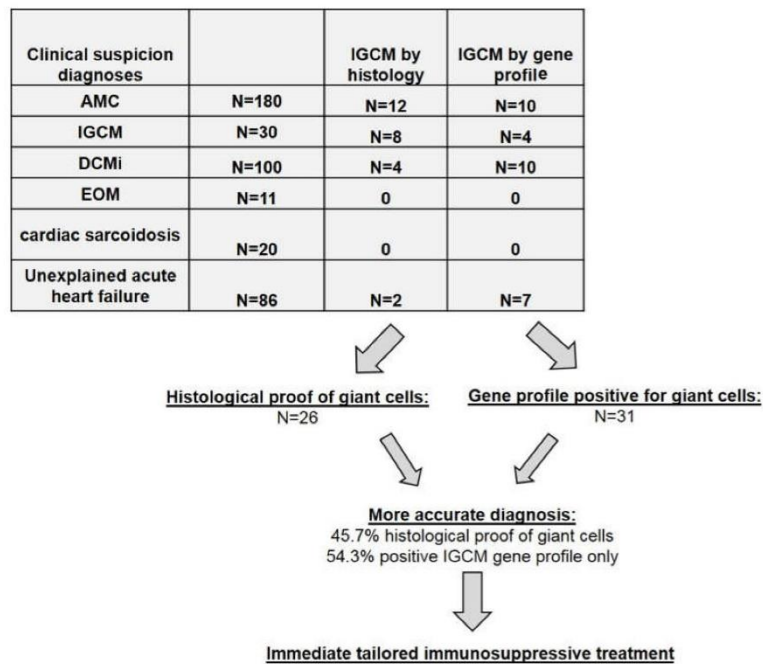 Clinical suspicion diagnoses IGCM by histology IGCM by gene profile
AMC N=180 N=12 N=10
IGCM N=30 N=8 N=4
DCMi N=100 N=4 N=10
EOM N=11 0 0
cardiac sarcoidosis N=20 0 0
Unexplained acute heart failure N=86 N=2 N=7
Histological proof of giant cells:
N=26
Gene profile positive for giant cells:
N=31
More accurate diagnosis:
45.7% histological proof of giant cells
54.3% positive IGCM gene profile only
Immediate tailored immunosuppressive treatment